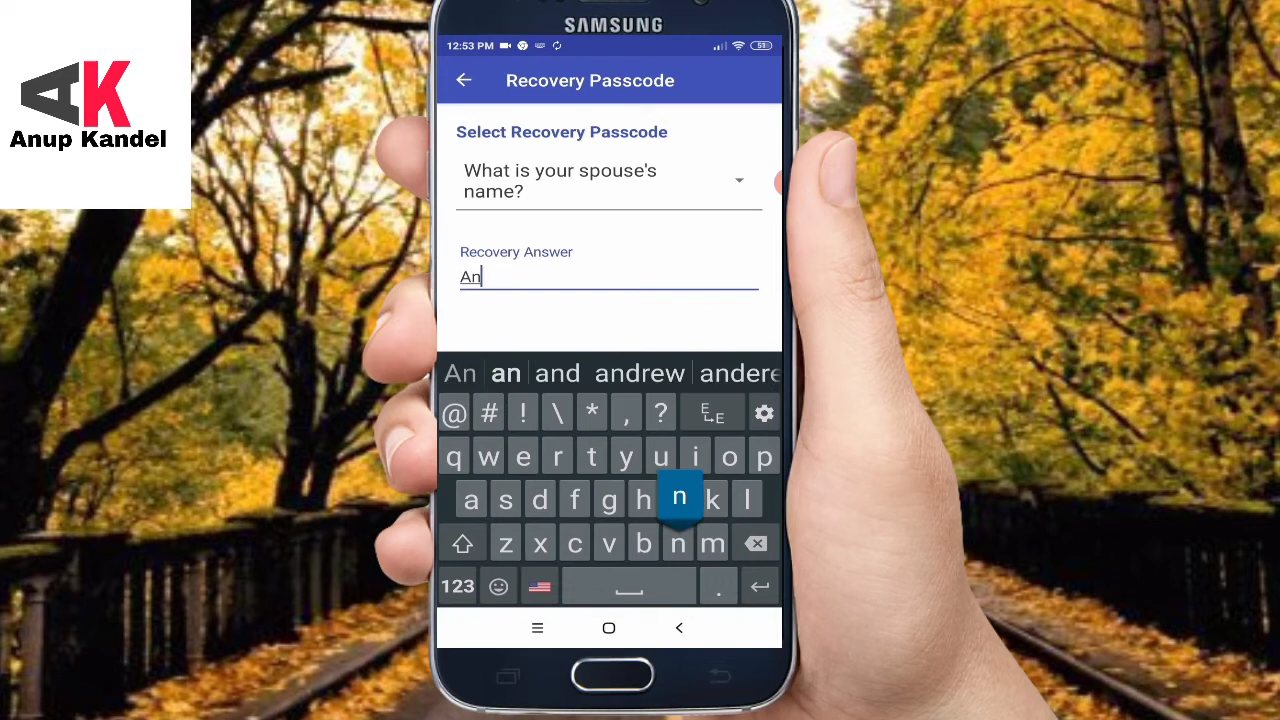 AK
Anup Kandel
SAMSUNG
12:53 PM 51
Recovery Passcode
Select Recovery Passcode
What is your spouse's
name?
Recovery Answer
An
An an and andrew andere
@ # ! \ * , ? E E
q w e r t y u i o p
a s d f g h n k l
z x c v b n m
123 .